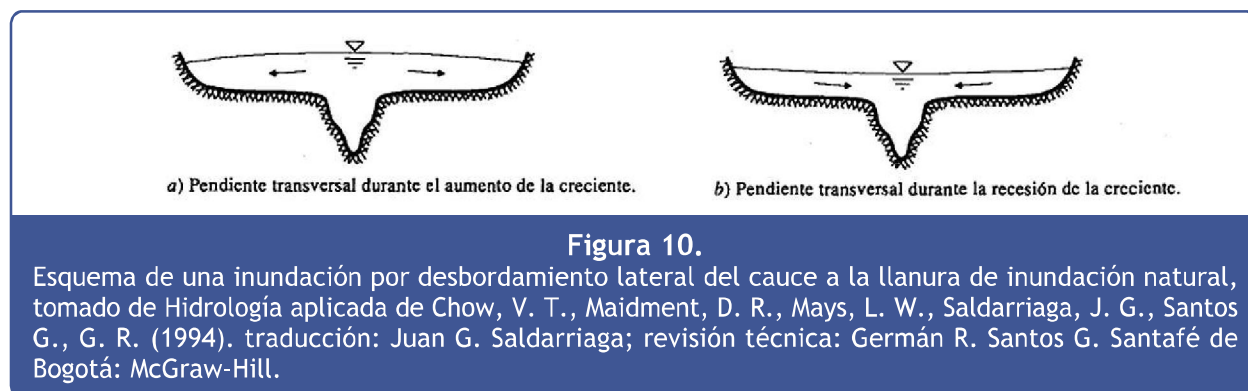 a) Pendiente transversal durante el aumento de la creciente.
b) Pendiente transversal durante la recesión de la creciente.
Figura 10.
Esquema de una inundación por desbordamiento lateral del cauce a la llanura de inundación natural,
tomado de Hidrología aplicada de Chow, V. T., Maidment, D. R., Mays, L. W., Saldarriaga, J. G., Santos
G., G. R. (1994). traducción: Juan G. Saldarriaga; revisión técnica: Germán R. Santos G. Santafé de
Bogotá: McGraw-Hill.